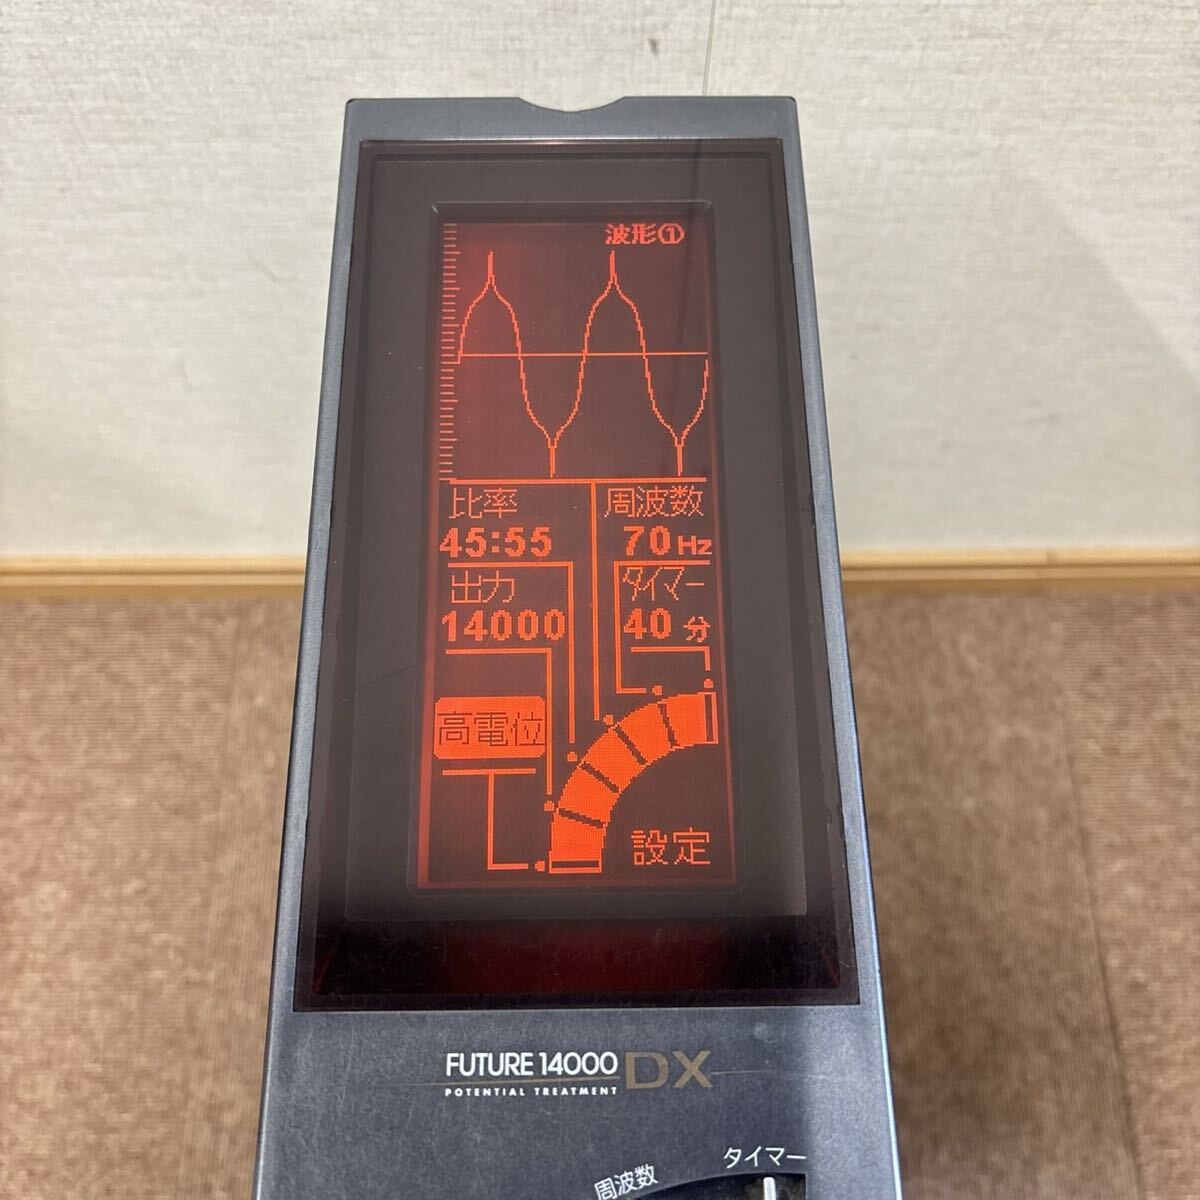 波形①
比率
45:55
周波数
70 Hz
出力
14000
タイマー
40 分
高電位
設定
FUTURE 14000 DX
POTENTIAL TREATMENT
タイマー
周波数